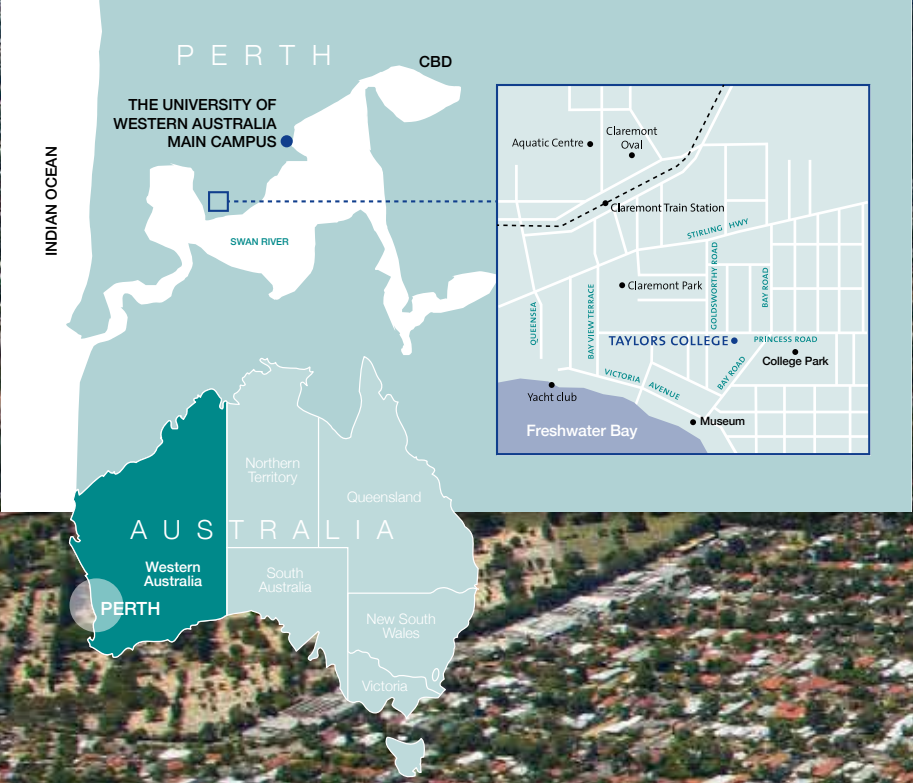 PERTH
CBD
THE UNIVERSITY OF
WESTERN AUSTRALIA
MAIN CAMPUS
INDIAN OCEAN
SWAN RIVER
Aquatic Centre
Claremont
Oval
Claremont Train Station
STIRLING HWY
GOLDSWORTHY ROAD
BAY ROAD
Claremont Park
QUEENSEA
BAY VIEW TERRACE
TAYLORS COLLEGE
PRINCESS ROAD
College Park
BAY ROAD
VICTORIA AVENUE
Yacht club
Museum
Freshwater Bay
Northern
Territory
Queensland
AUSTRALIA
Western
Australia
South
Australia
PERTH
New South
Wales
Victoria